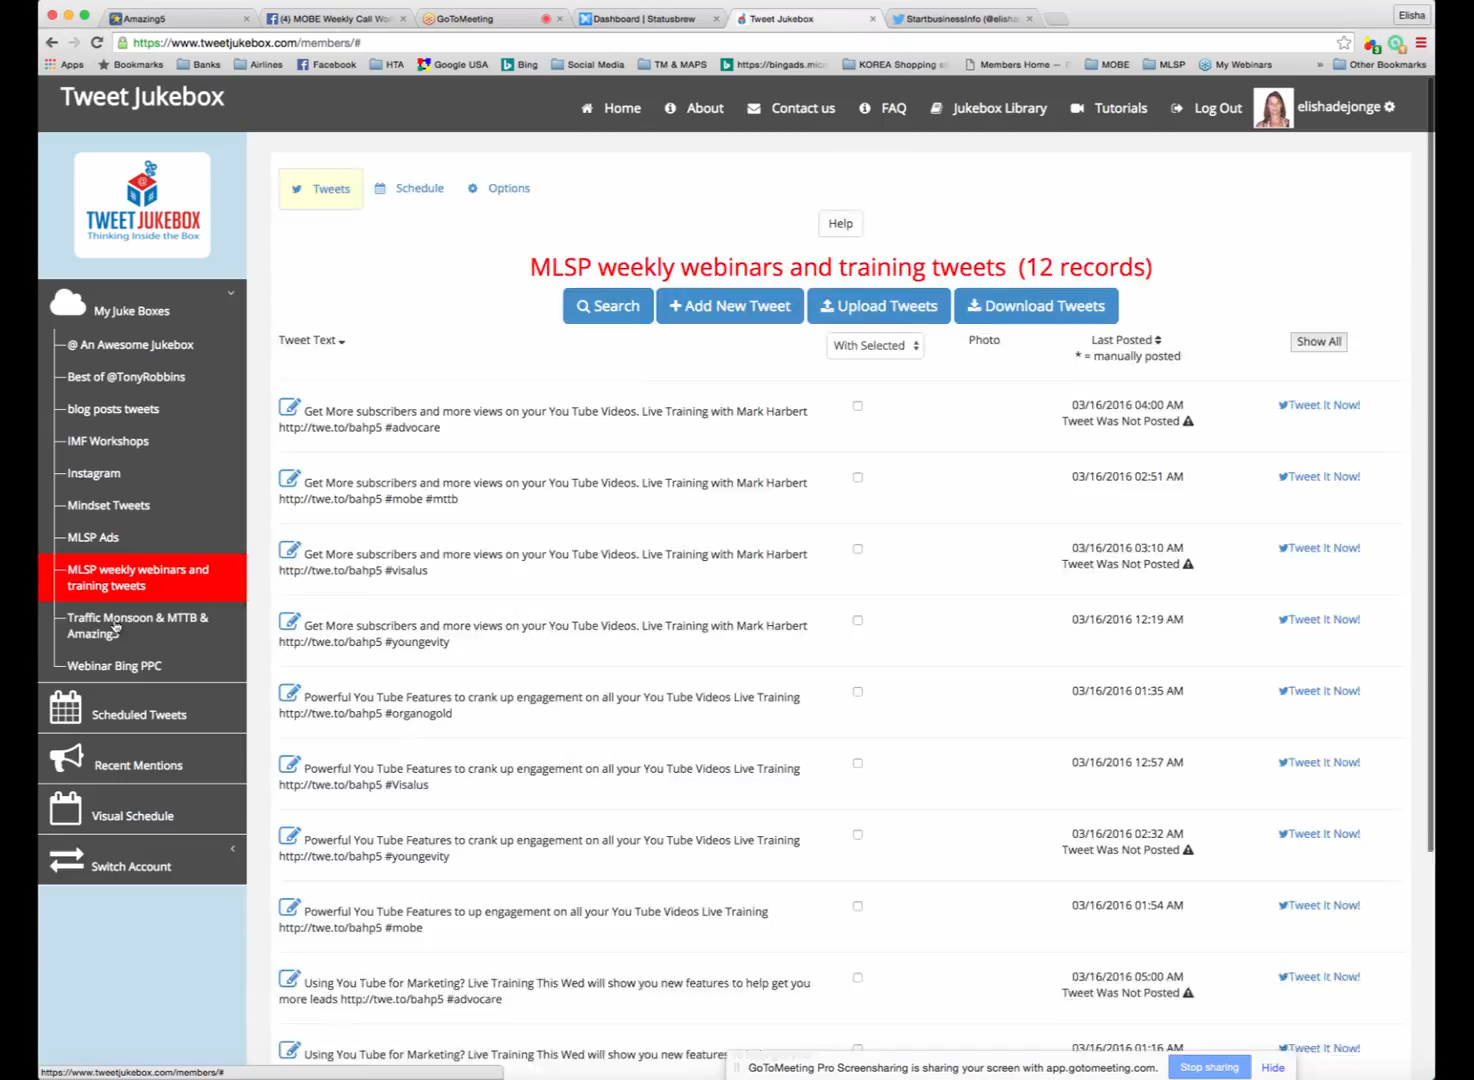 Amazing5
(4) MOBE Weekly Call Wo
GoToMeeting
Dashboard | Statusbrew
Tweet Jukebox
StartbusinessInfo (@elisha
Elisha
https://www.tweetjukebox.com/members/#
Apps
Bookmarks
Banks
Airlines
Facebook
HTA
Google USA
Bing
Social Media
TM & MAPS
https://bingads.mic
KOREA Shopping s
Members Home –
MOBE
MLSP
My Webinars
»
Other Bookmarks
Tweet Jukebox
Home
About
Contact us
FAQ
Jukebox Library
Tutorials
Log Out
elishadejonge
TWEETJUKEBOX
Thinking Inside the Box
My Juke Boxes
@ An Awesome Jukebox
Best of @TonyRobbins
blog posts tweets
IMF Workshops
Instagram
Mindset Tweets
MLSP Ads
MLSP weekly webinars and
training tweets
Traffic Monsoon & MTTB &
Amazing5
Webinar Bing PPC
Scheduled Tweets
Recent Mentions
Visual Schedule
Switch Account
Tweets
Schedule
Options
Help
MLSP weekly webinars and training tweets (12 records)
Search
+ Add New Tweet
Upload Tweets
Download Tweets
Tweet Text
With Selected
Photo
Last Posted
* = manually posted
Show All
Get More subscribers and more views on your You Tube Videos. Live Training with Mark Harbert
http://twe.to/bahp5 #advocare
03/16/2016 04:00 AM
Tweet Was Not Posted
Tweet It Now!
Get More subscribers and more views on your You Tube Videos. Live Training with Mark Harbert
http://twe.to/bahp5 #mobe #mttb
03/16/2016 02:51 AM
Tweet It Now!
Get More subscribers and more views on your You Tube Videos. Live Training with Mark Harbert
http://twe.to/bahp5 #visalus
03/16/2016 03:10 AM
Tweet Was Not Posted
Tweet It Now!
Get More subscribers and more views on your You Tube Videos. Live Training with Mark Harbert
http://twe.to/bahp5 #youngevity
03/16/2016 12:19 AM
Tweet It Now!
Powerful You Tube Features to crank up engagement on all your You Tube Videos Live Training
http://twe.to/bahp5 #organogold
03/16/2016 01:35 AM
Tweet It Now!
Powerful You Tube Features to crank up engagement on all your You Tube Videos Live Training
http://twe.to/bahp5 #Visalus
03/16/2016 12:57 AM
Tweet It Now!
Powerful You Tube Features to crank up engagement on all your You Tube Videos Live Training
http://twe.to/bahp5 #youngevity
03/16/2016 02:32 AM
Tweet Was Not Posted
Tweet It Now!
Powerful You Tube Features to up engagement on all your You Tube Videos Live Training
http://twe.to/bahp5 #mobe
03/16/2016 01:54 AM
Tweet It Now!
Using You Tube for Marketing? Live Training This Wed will show you new features to help get you
more leads http://twe.to/bahp5 #advocare
03/16/2016 05:00 AM
Tweet Was Not Posted
Tweet It Now!
Using You Tube for Marketing? Live Training This Wed will show you new features
03/16/2016 01:16 AM
Tweet It Now!
https://www.tweetjukebox.com/members/#
GoToMeeting Pro Screensharing is sharing your screen with app.gotomeeting.com.
Stop sharing
Hide